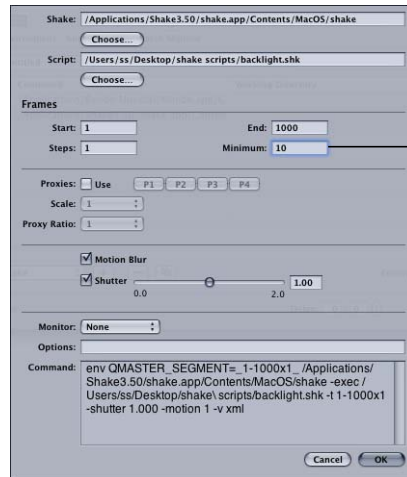 Shake: /Applications/Shake3.50/shake.app/Contents/MacOS/shake
Choose...
Script: /Users/ss/Desktop/shake scripts/backlight.shk
Choose...
Frames
Start: 1 End: 1000
Steps: 1 Minimum: 10
Proxies: Use P1 P2 P3 P4
Scale: 1
Proxy Ratio: 1
Motion Blur
Shutter 1.00
0.0 2.0
Monitor: None
Options:
Command: env QMASTER_SEGMENT=_1-1000x1_ /Applications/
Shake3.50/shake.app/Contents/MacOS/shake -exec /
Users/ss/Desktop/shake\ scripts/backlight.shk -t 1-1000x1
-shutter 1.000 -motion 1 -v xml
Cancel OK